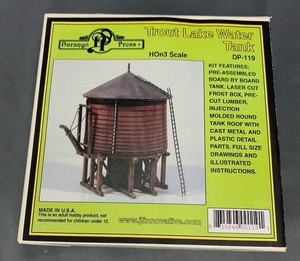 Durango Press
Trout Lake Water
Tank
HOn3 Scale
DP-119
KIT FEATURES:
PRE-ASSEMBLED
BOARD BY BOARD
TANK. LASER CUT
FROST BOX, PRE-
CUT LUMBER,
INJECTION
MOLDED ROUND
TANK ROOF WITH
CAST METAL AND
PLASTIC DETAIL
PARTS. FULL SIZE
DRAWINGS AND
ILLUSTRATED
INSTRUCTIONS.
MADE IN U.S.A.
This is an adult hobby product, not
recommended for children under 12.
www.jlinnovative.com